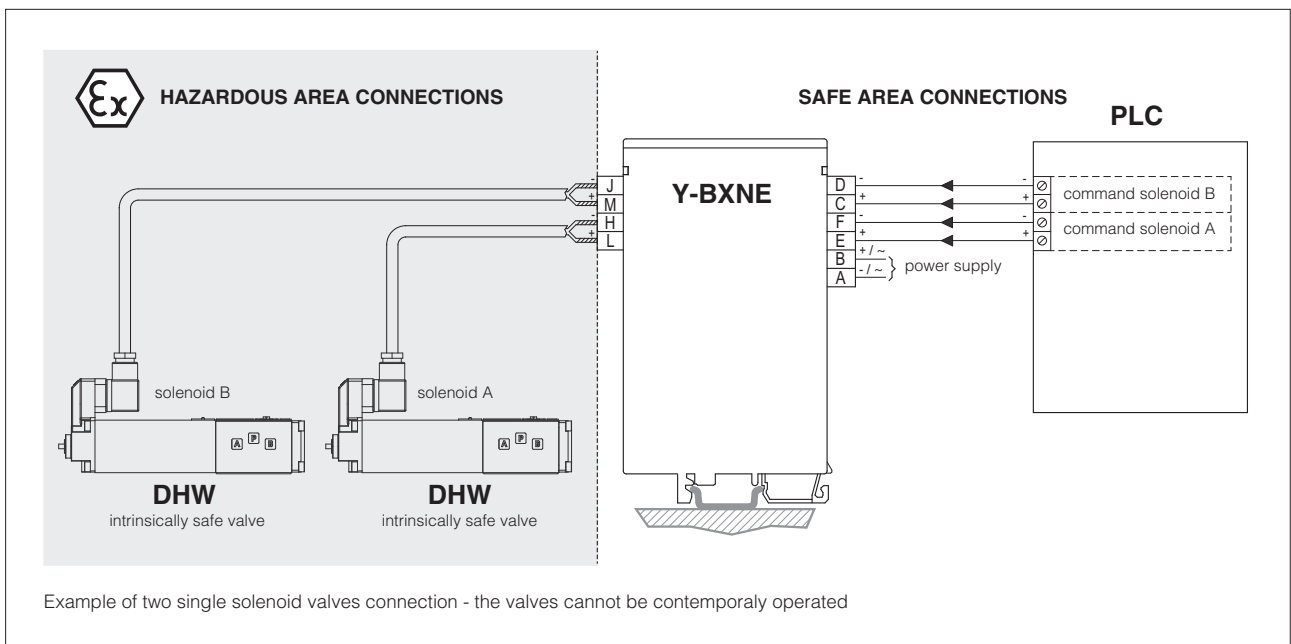 Ex
HAZARDOUS AREA CONNECTIONS
SAFE AREA CONNECTIONS
PLC
Y-BXNE
- J
+ M
- H
+ L
D -
C +
F -
E +
B + / ~
A - / ~
power supply
- command solenoid B
+
- command solenoid A
+
solenoid B
solenoid A
A P B
A P B
DHW
intrinsically safe valve
DHW
intrinsically safe valve
Example of two single solenoid valves connection - the valves cannot be contemporaly operated